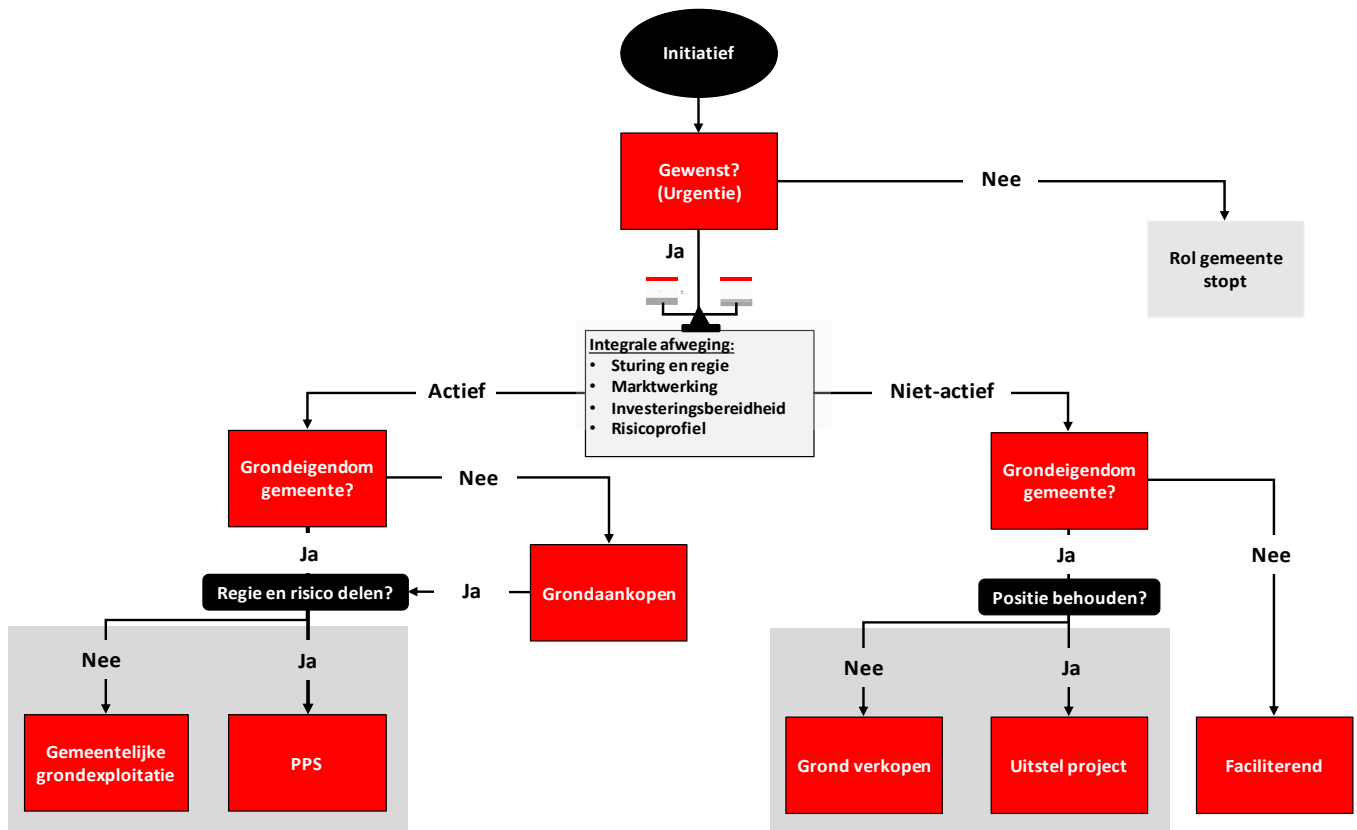 Initiatief
Gewenst?
(Urgentie)
Nee
Ja
Rol gemeente
stopt
Integrale afweging:
• Sturing en regie
• Marktwerking
• Investeringsbereidheid
• Risicoprofiel
Actief
Niet-actief
Grondeigendom
gemeente?
Nee
Grondeigendom
gemeente?
Ja
Ja
Nee
Regie en risico delen?
Ja
Grondaankopen
Positie behouden?
Nee
Ja
Nee
Ja
Gemeentelijke
grondexploitatie
PPS
Grond verkopen
Uitstel project
Faciliterend